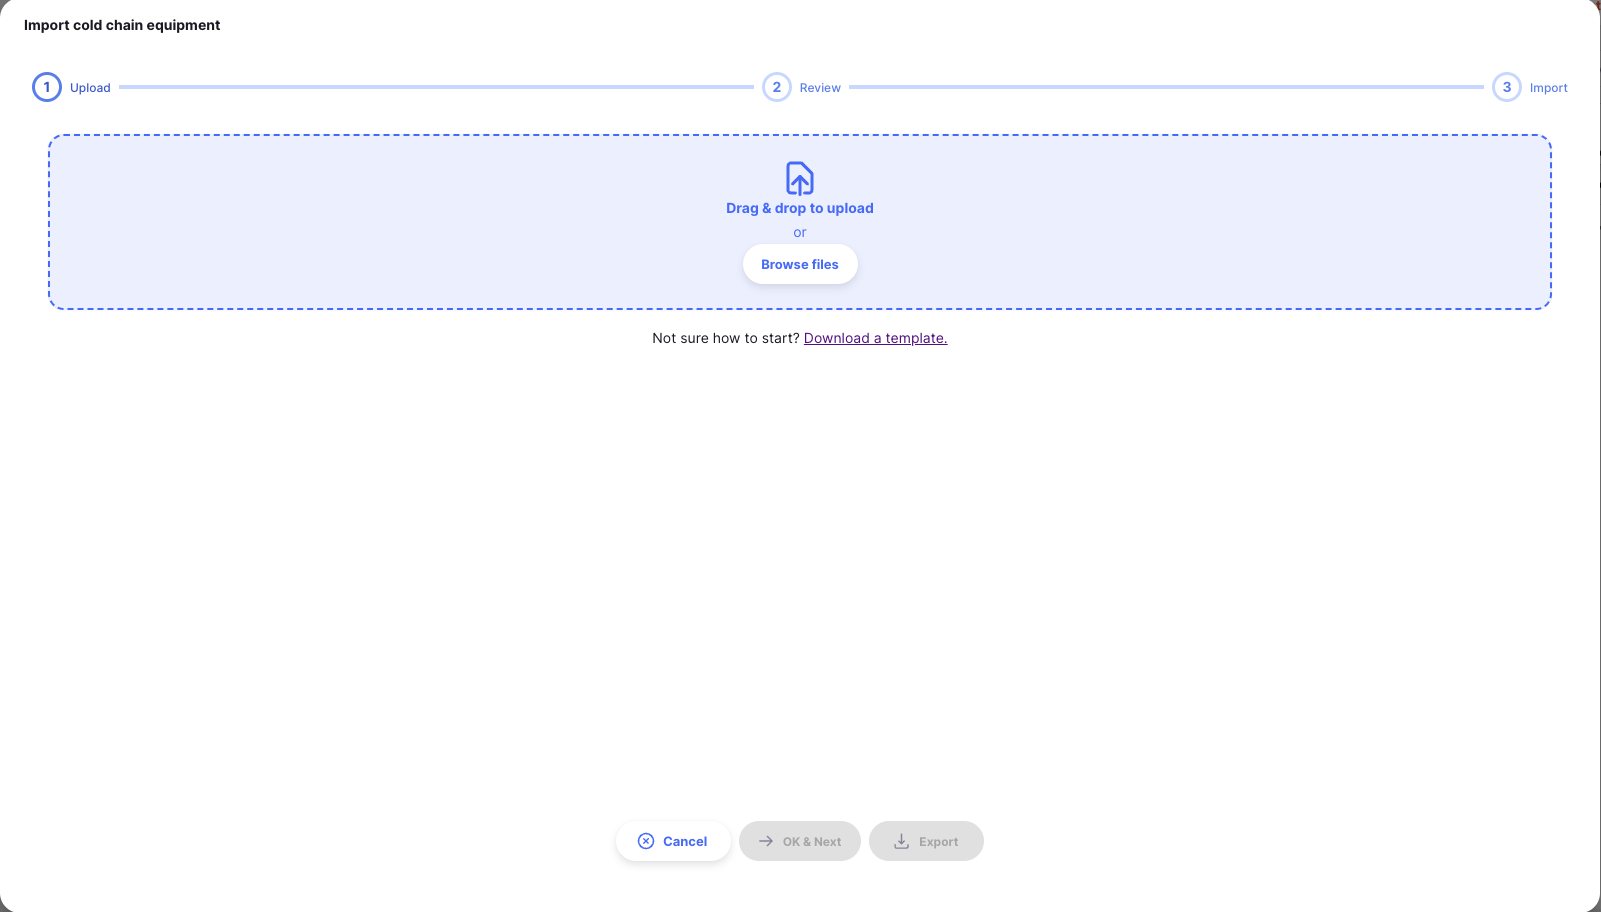 Import cold chain equipment
1 Upload 2 Review 3 Import
Drag & drop to upload
or
Browse files
Not sure how to start? Download a template.
Cancel OK & Next Export